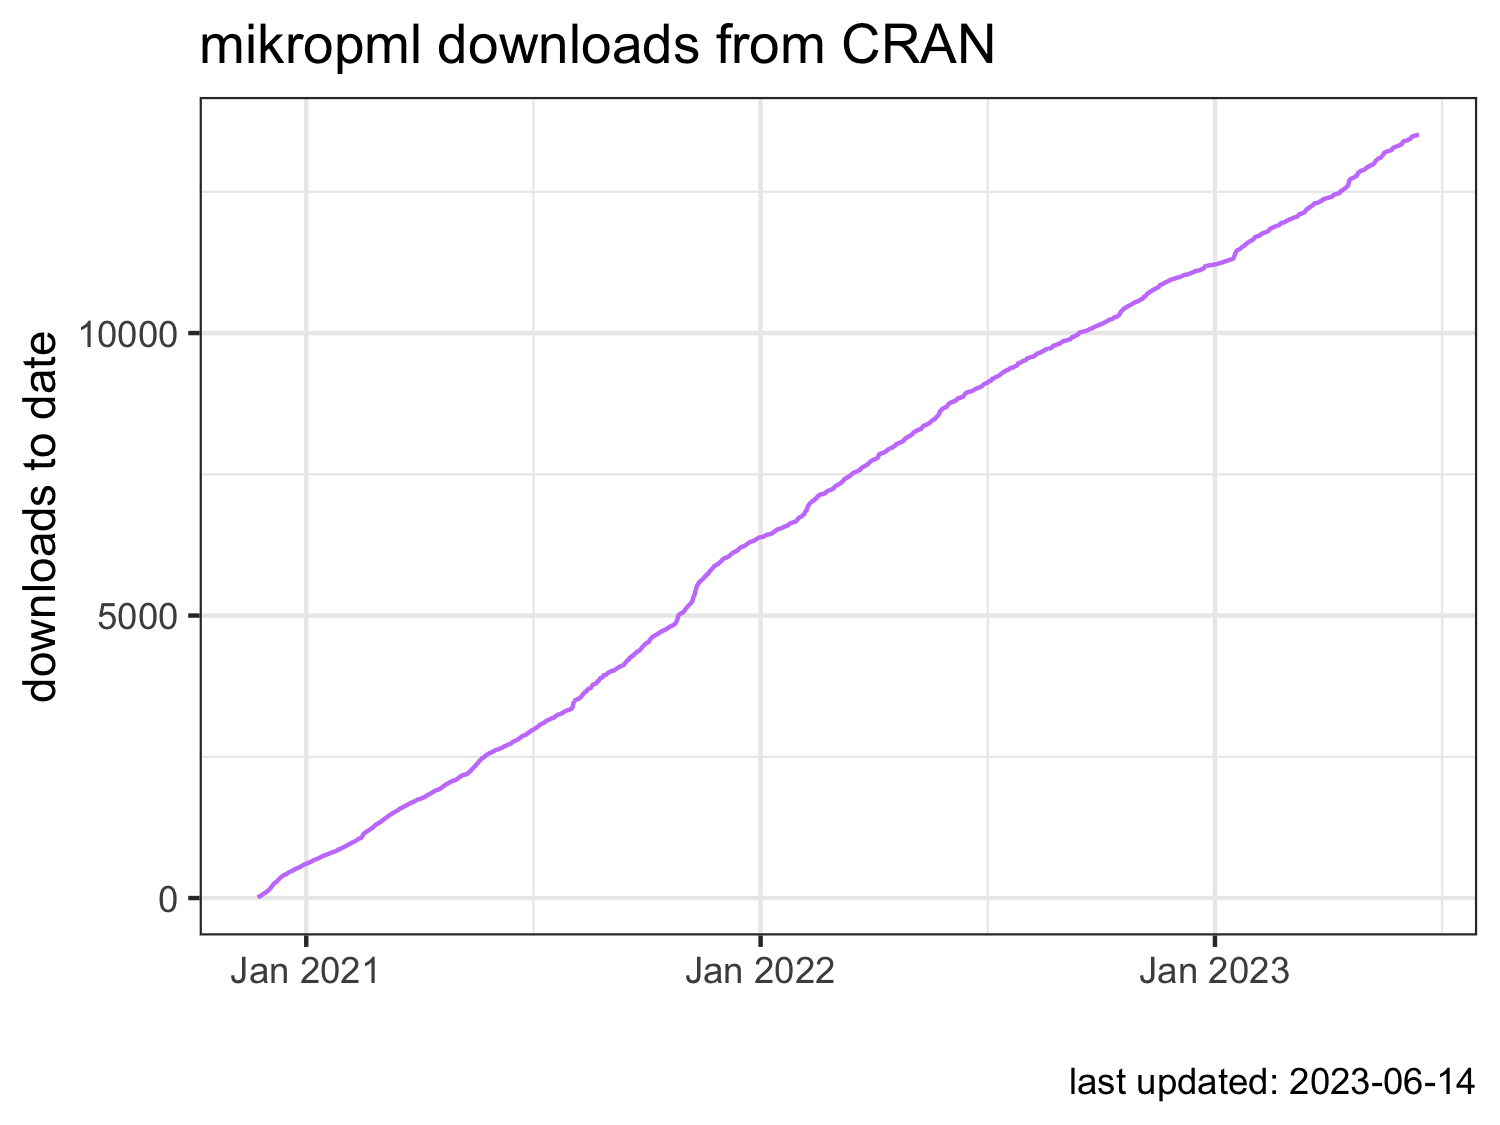 mikropml downloads from CRAN
downloads to date
10000
5000
0
Jan 2021
Jan 2022
Jan 2023
last updated: 2023-06-14